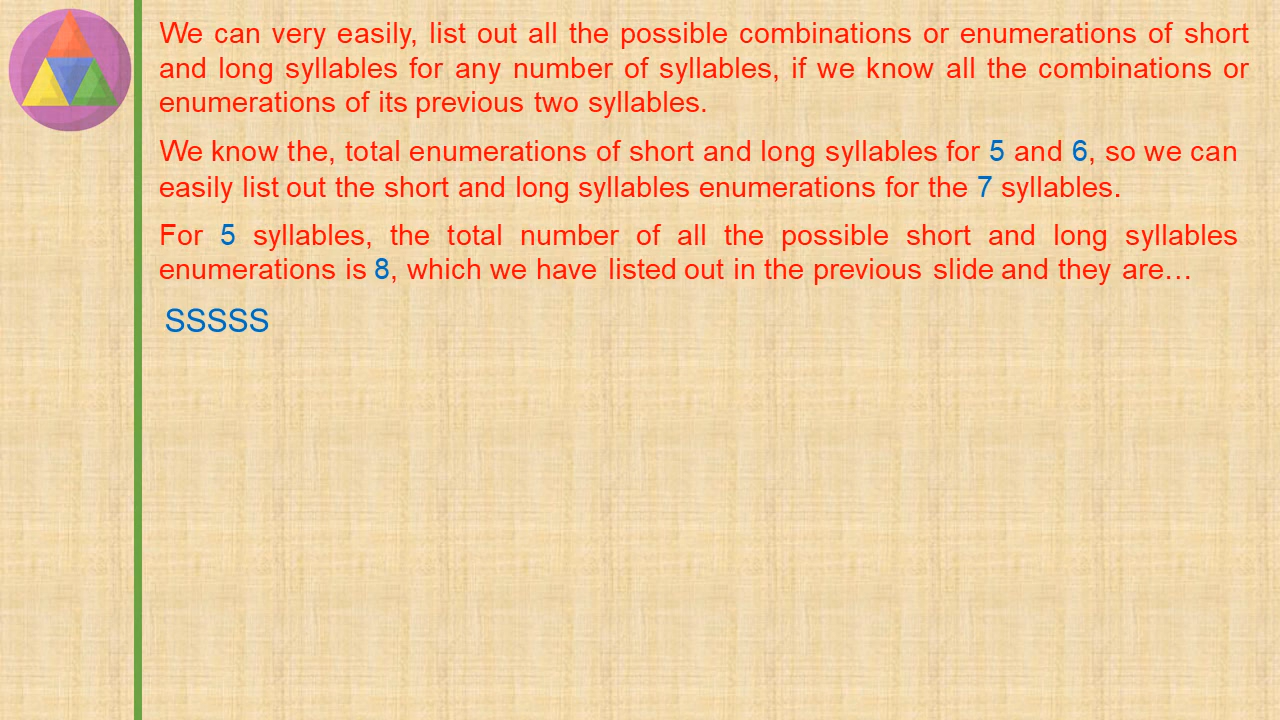 We can very easily, list out all the possible combinations or enumerations of short
and long syllables for any number of syllables, if we know all the combinations or
enumerations of its previous two syllables.
We know the, total enumerations of short and long syllables for 5 and 6, so we can
easily list out the short and long syllables enumerations for the 7 syllables.
For 5 syllables, the total number of all the possible short and long syllables
enumerations is 8, which we have listed out in the previous slide and they are…
SSSSS